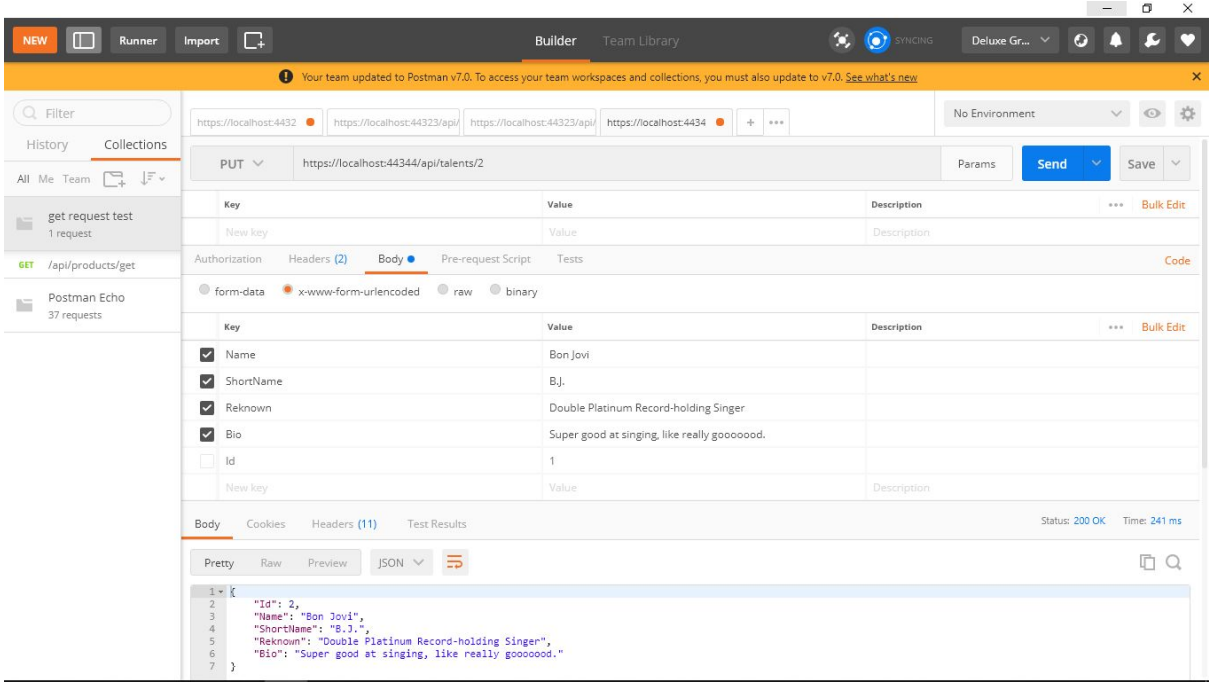 NEW Runner Import Builder Team Library SYNCING Deluxe Gr...
Your team updated to Postman v7.0. To access your team workspaces and collections, you must also update to v7.0. See what's new
Filter
History Collections
All Me Team
get request test
1 request
GET /api/products/get
Postman Echo
37 requests
https://localhost:4432 https://localhost:44323/api/ https://localhost:44323/api/ https://localhost:4434 + •••
No Environment
PUT https://localhost:44344/api/talents/2 Params Send Save
Key Value Description ••• Bulk Edit
New key Value Description
Authorization Headers (2) Body Pre-request Script Tests Code
form-data x-www-form-urlencoded raw binary
Key Value Description ••• Bulk Edit
Name Bon Jovi
ShortName B.J.
Reknown Double Platinum Record-holding Singer
Bio Super good at singing, like really gooooood.
Id 1
New key Value Description
Body Cookies Headers (11) Test Results Status: 200 OK Time: 241 ms
Pretty Raw Preview JSON
1 {
2 "Id": 2,
3 "Name": "Bon Jovi",
4 "ShortName": "B.J.",
5 "Reknown": "Double Platinum Record-holding Singer",
6 "Bio": "Super good at singing, like really gooooood."
7 }